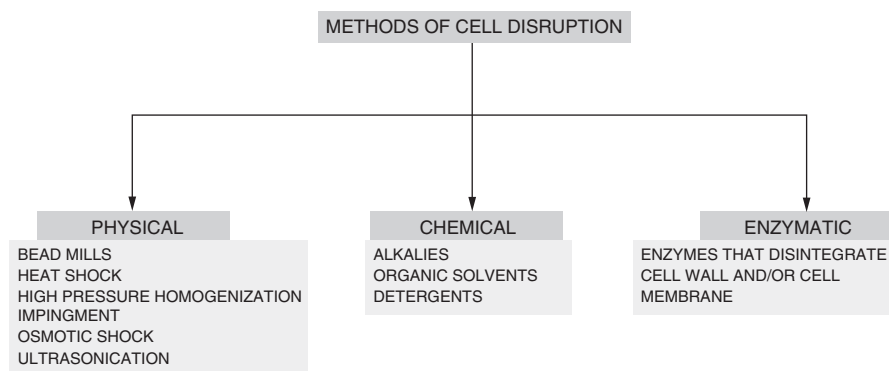 METHODS OF CELL DISRUPTION
PHYSICAL
BEAD MILLS
HEAT SHOCK
HIGH PRESSURE HOMOGENIZATION
IMPINGMENT
OSMOTIC SHOCK
ULTRASONICATION
CHEMICAL
ALKALIES
ORGANIC SOLVENTS
DETERGENTS
ENZYMATIC
ENZYMES THAT DISINTEGRATE
CELL WALL AND/OR CELL
MEMBRANE